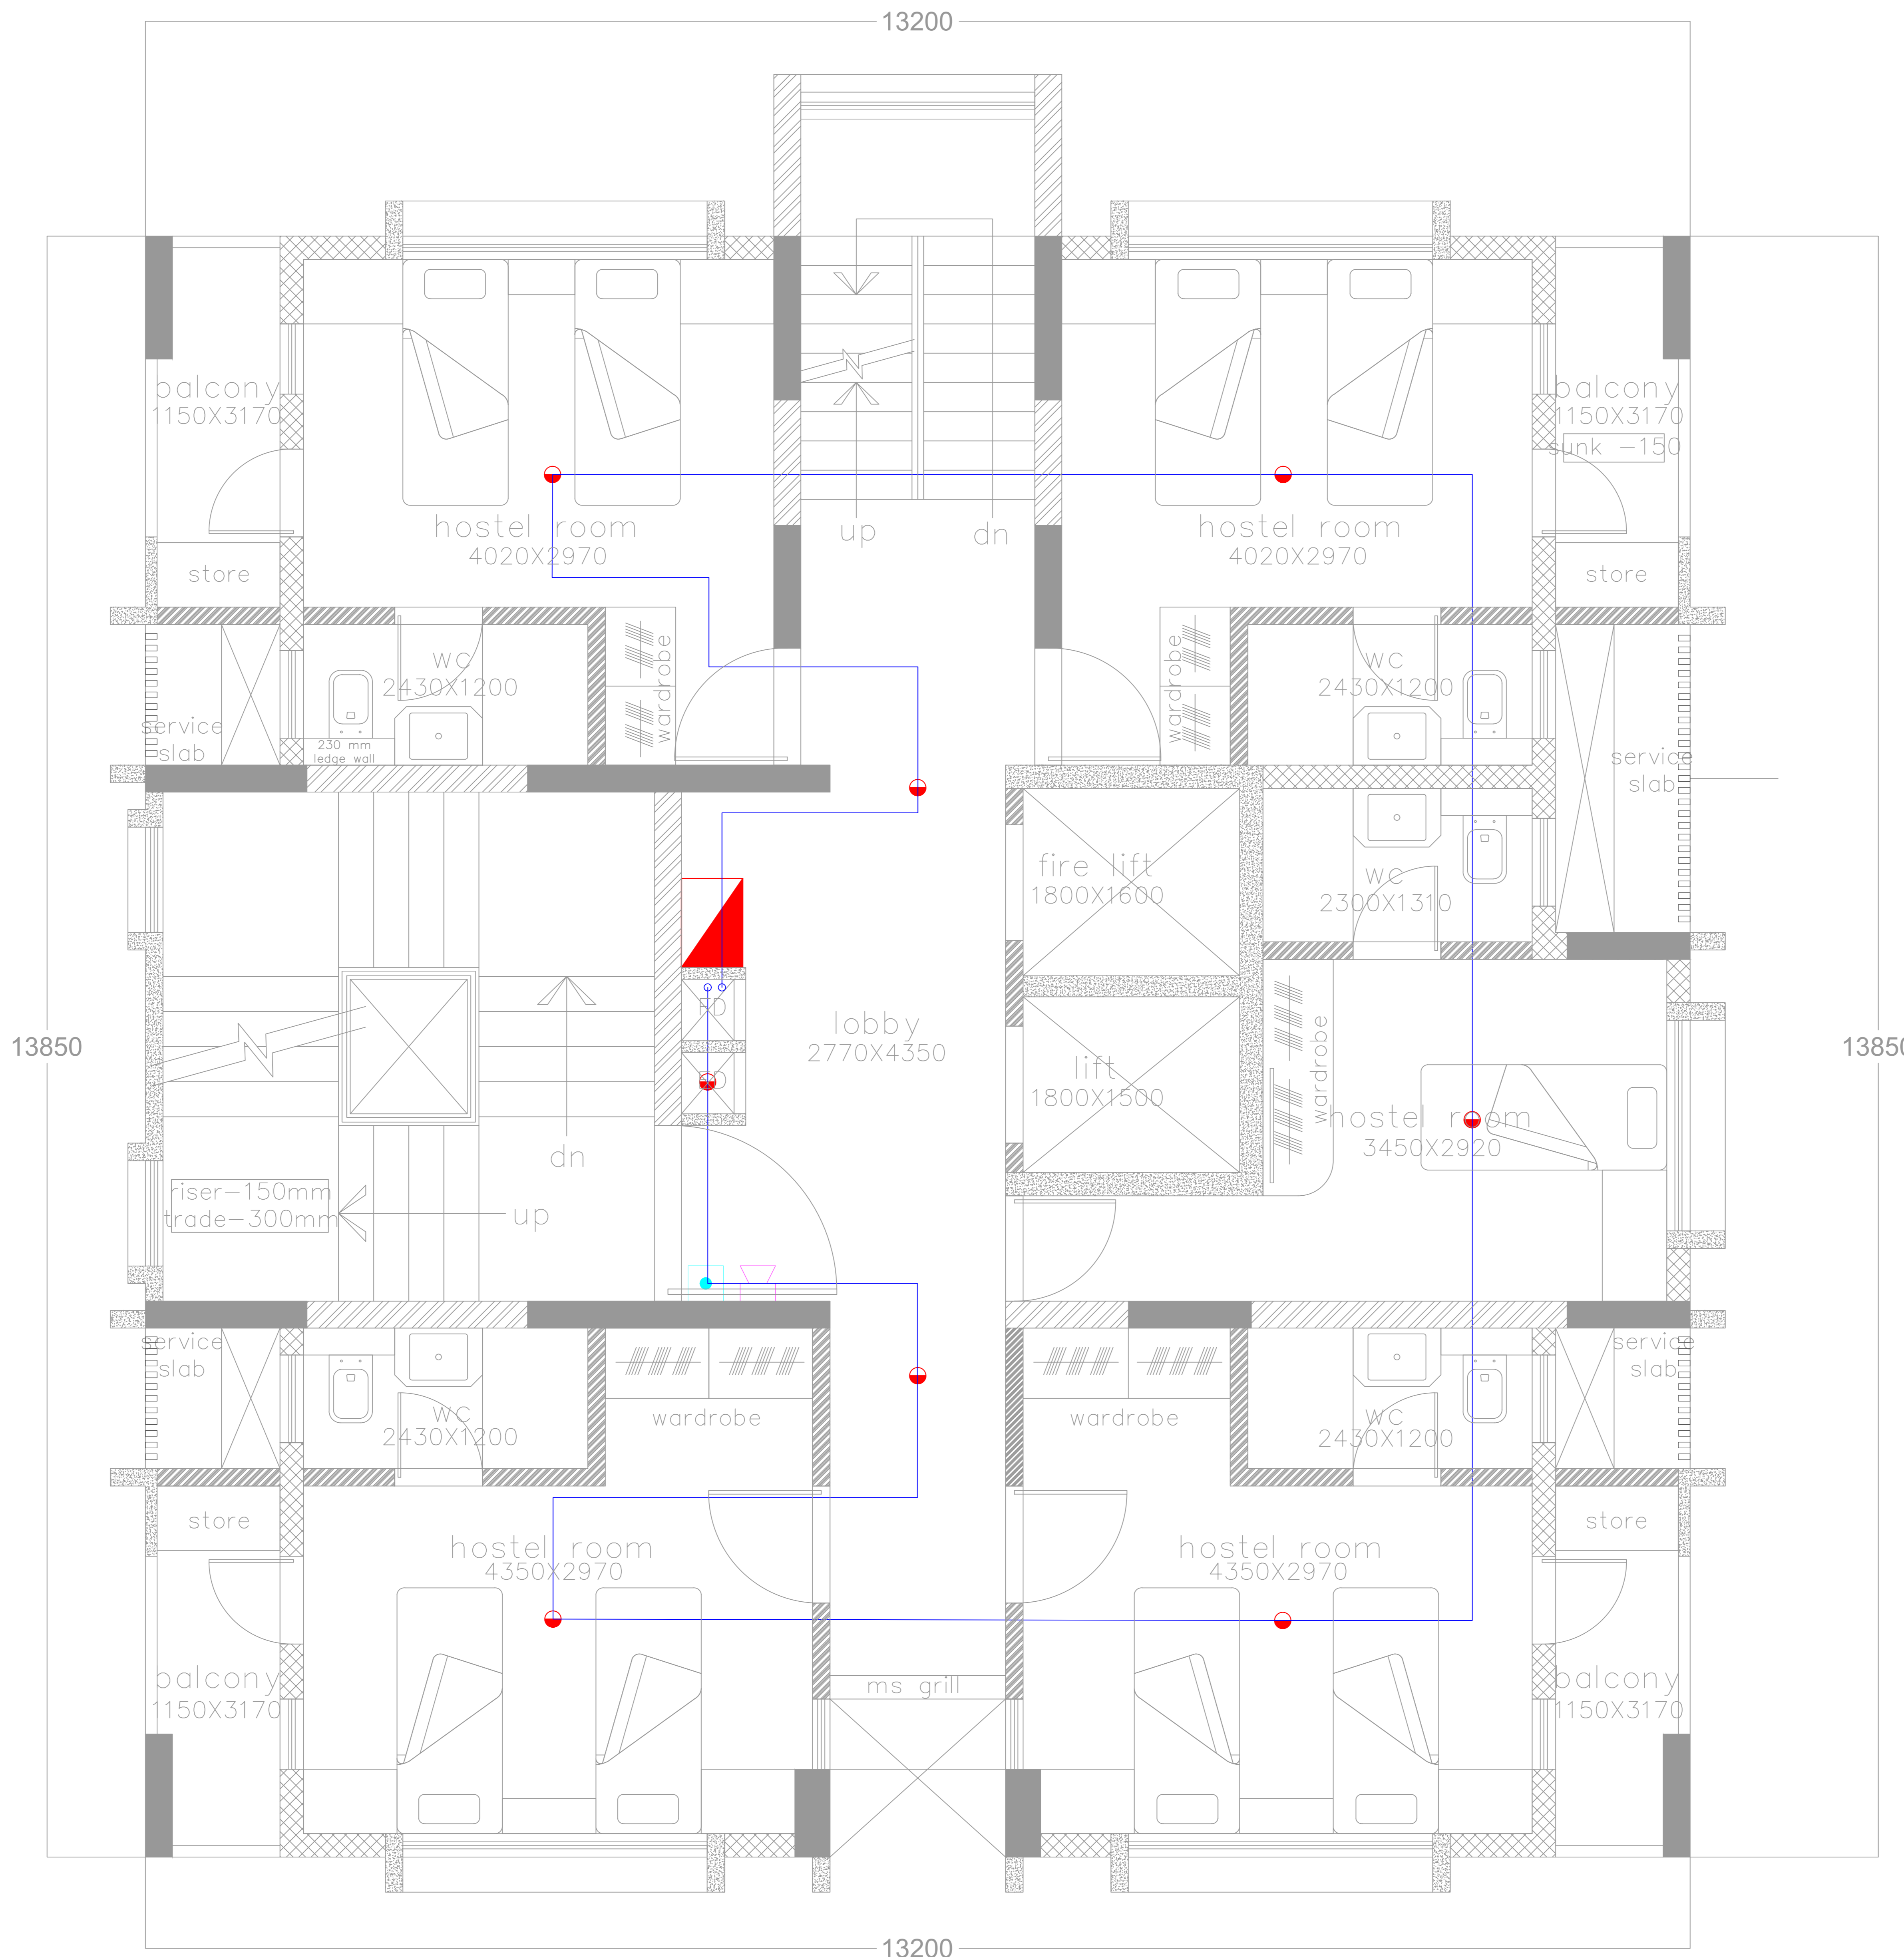 13200
balcony
1150X3170
balcony
1150X3170
sunk -150
hostel room
4020X2970
up
dn
hostel room
4020X2970
store
store
WC
2430X1200
wardrobe
wardrobe
WC
2430X1200
service
slab
230 mm
ledge wall
service
slab
fire lift
1800X1600
WC
2300X1310
lobby
2770X4350
13850
13850
lift
1800X1500
wardrobe
hostel room
3450X2920
dn
riser-150mm
trade-300mm
up
service
slab
service
slab
WC
2430X1200
wardrobe
wardrobe
WC
2430X1200
store
store
hostel room
4350X2970
hostel room
4350X2970
balcony
1150X3170
ms grill
balcony
1150X3170
13200